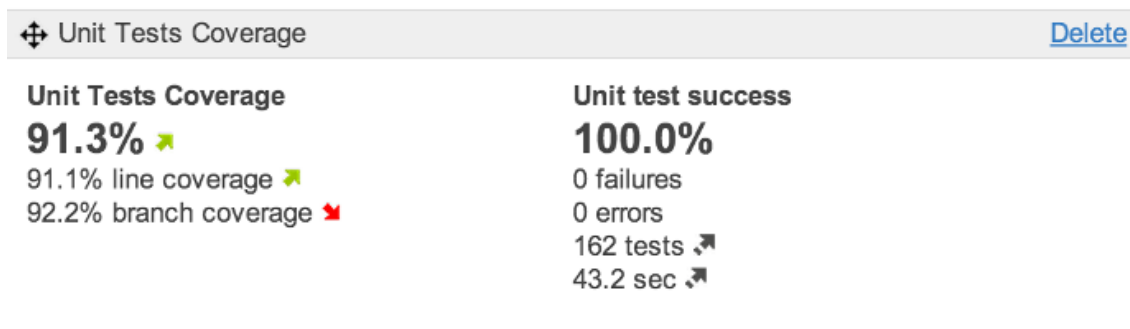 Unit Tests Coverage
Delete
Unit Tests Coverage
91.3%
91.1% line coverage
92.2% branch coverage
Unit test success
100.0%
0 failures
0 errors
162 tests
43.2 sec